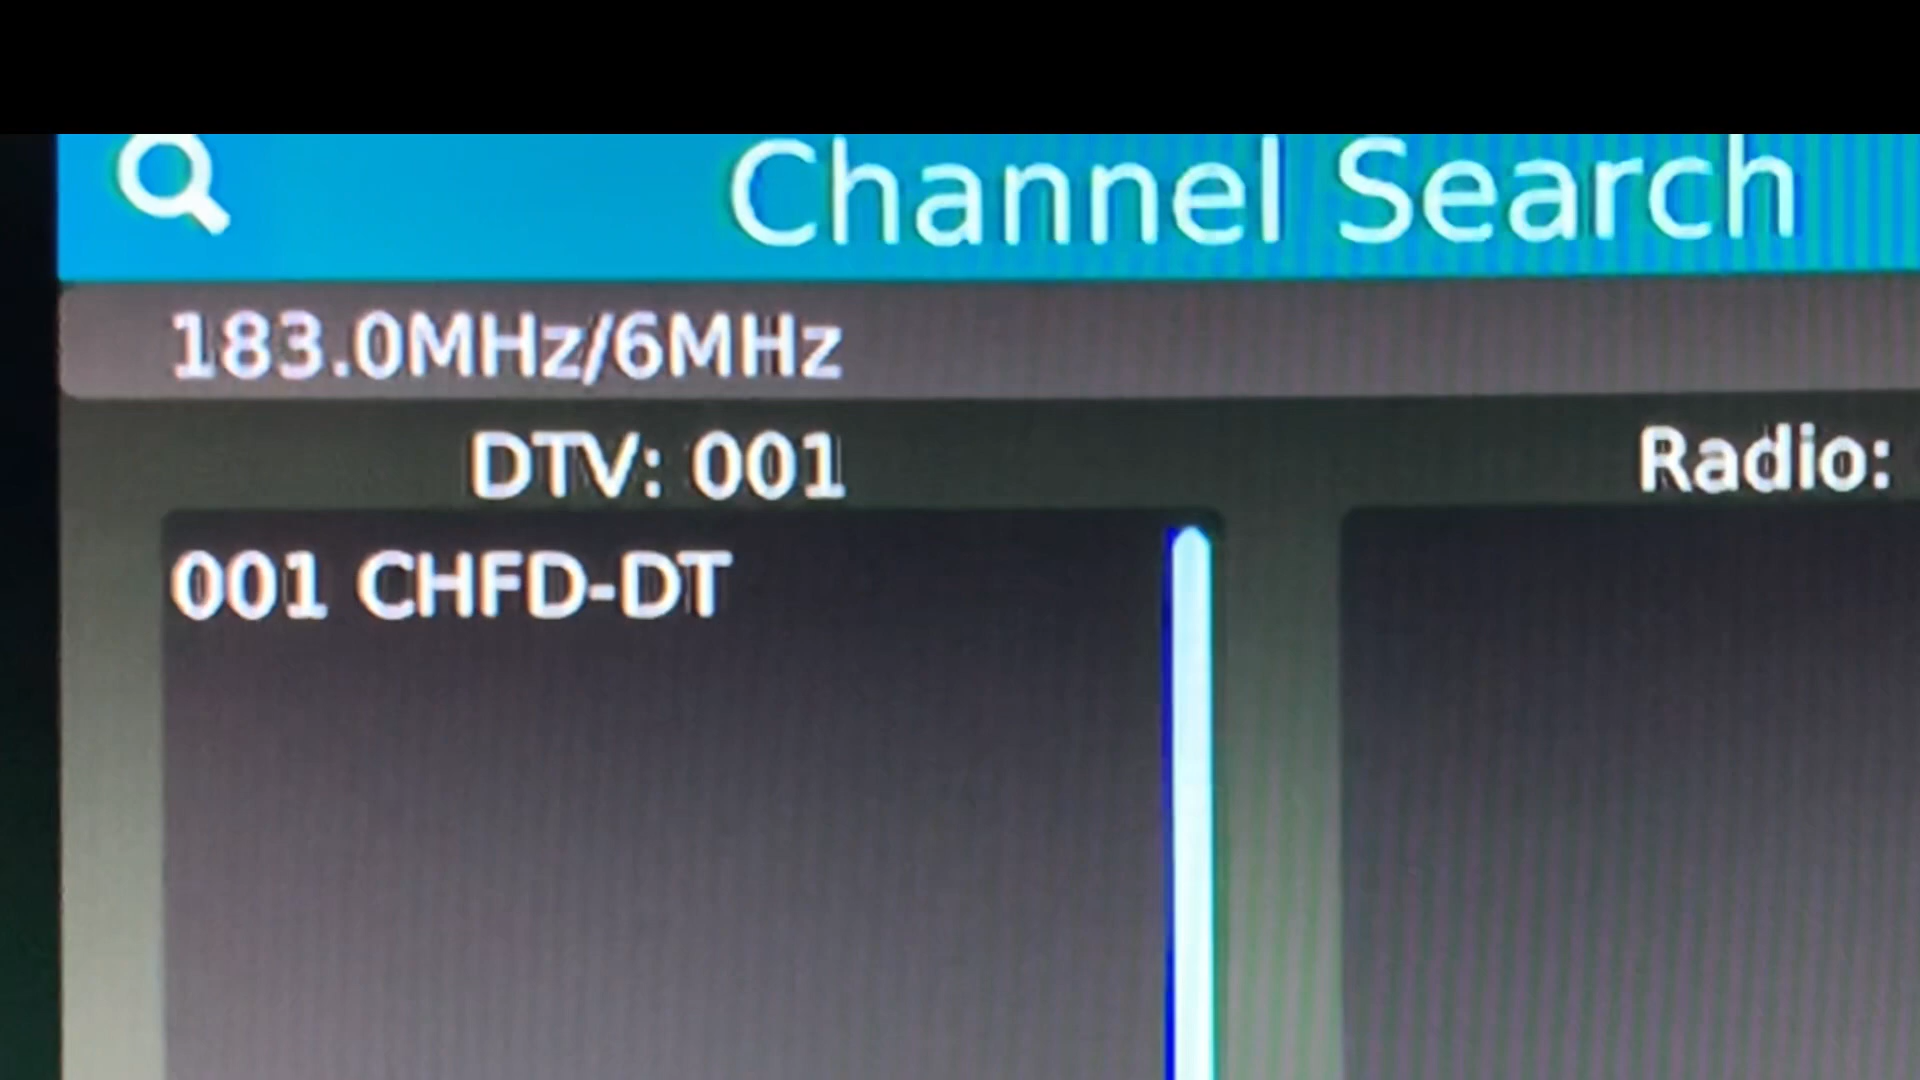 Channel Search
183.0MHz/6MHz
DTV: 001
Radio:
001 CHFD-DT